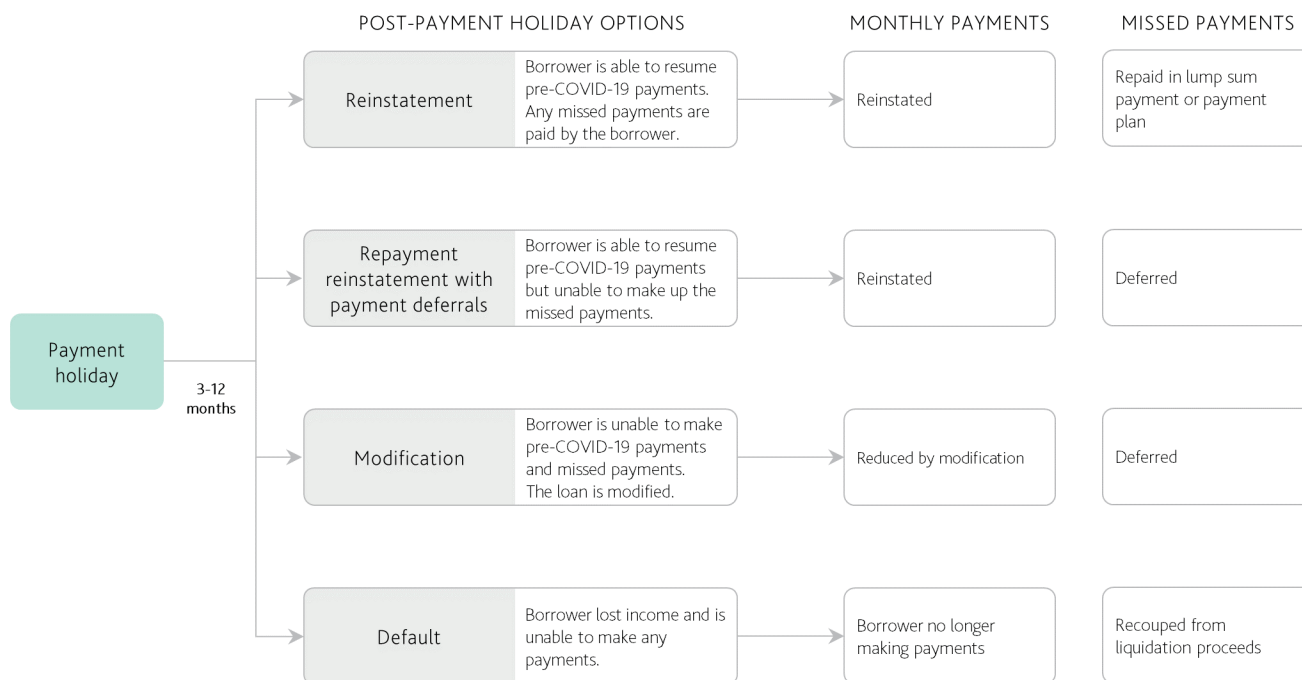 POST-PAYMENT HOLIDAY OPTIONS
MONTHLY PAYMENTS
MISSED PAYMENTS
Reinstatement
Borrower is able to resume
pre-COVID-19 payments.
Any missed payments are
paid by the borrower.
Reinstated
Repaid in lump sum
payment or payment
plan
Repayment
reinstatement with
payment deferrals
Borrower is able to resume
pre-COVID-19 payments
but unable to make up the
missed payments.
Reinstated
Deferred
Payment
holiday
3-12
months
Modification
Borrower is unable to make
pre-COVID-19 payments
and missed payments.
The loan is modified.
Reduced by modification
Deferred
Default
Borrower lost income and is
unable to make any
payments.
Borrower no longer
making payments
Recouped from
liquidation proceeds